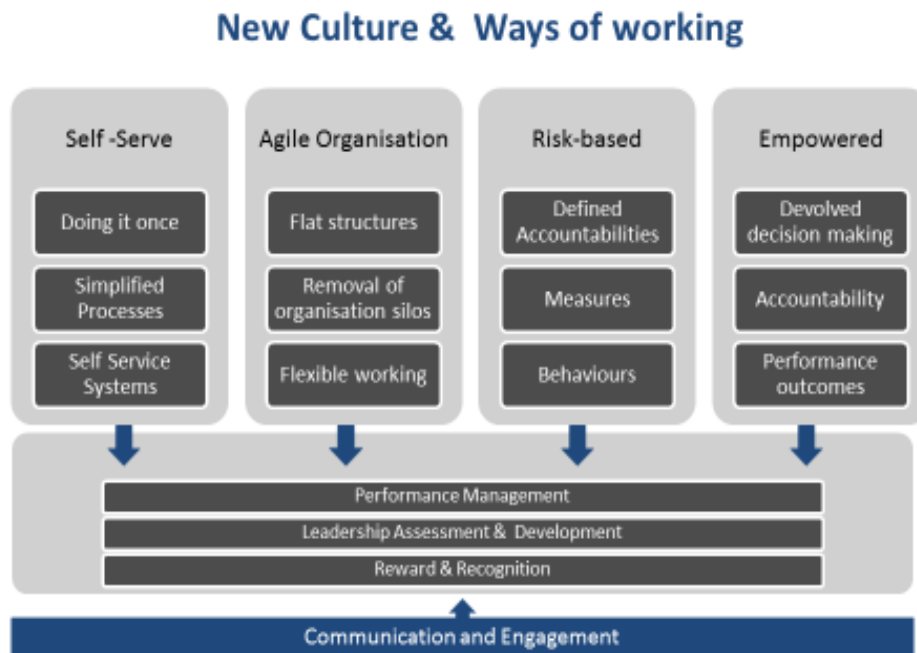 New Culture & Ways of working
Self -Serve
Doing it once
Simplified
Processes
Self Service
Systems
Agile Organisation
Flat structures
Removal of
organisation silos
Flexible working
Risk-based
Defined
Accountabilities
Measures
Behaviours
Empowered
Devolved
decision making
Accountability
Performance
outcomes
Performance Management
Leadership Assessment & Development
Reward & Recognition
Communication and Engagement